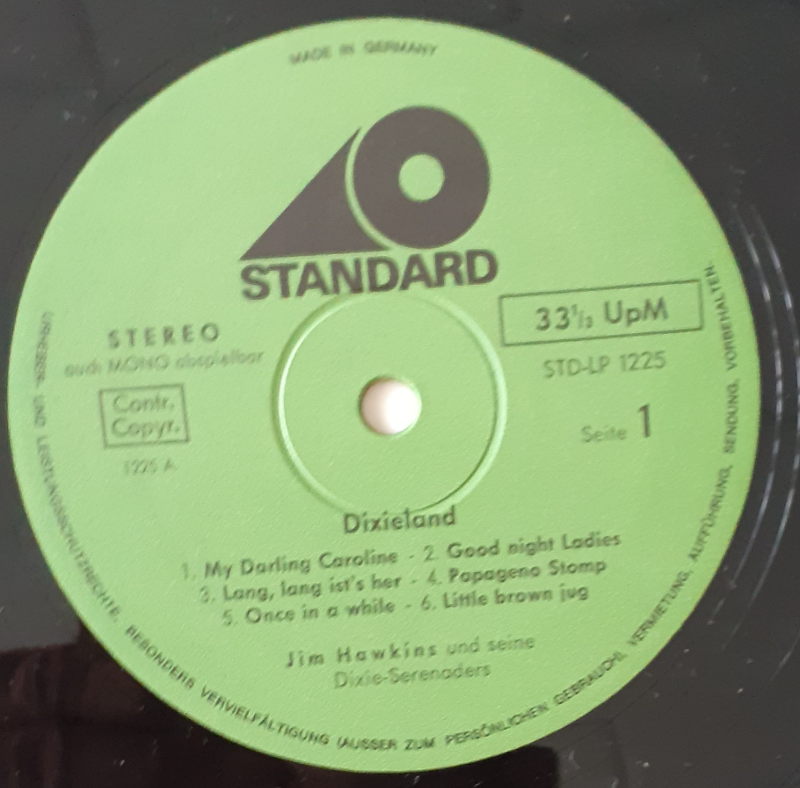 MADE IN GERMANY
STANDARD
STEREO
auch MONO abspielbar
33⅓ UpM
STD-LP 1225
Contr.
Copyr.
Seite 1
1225 A
Dixieland
1. My Darling Caroline - 2. Good night Ladies
3. Lang, lang ist's her - 4. Papageno Stomp
5. Once in a while - 6. Little brown jug
Jim Hawkins und seine
Dixie-Serenaders
URHEBER- UND LEISTUNGSSCHUTZRECHTE, BESONDERS VERVIELFÄLTIGUNG (AUSSER ZUM PERSÖNLICHEN GEBRAUCH), VERMIETUNG, AUFFÜHRUNG, SENDUNG, VORBEHALTEN.